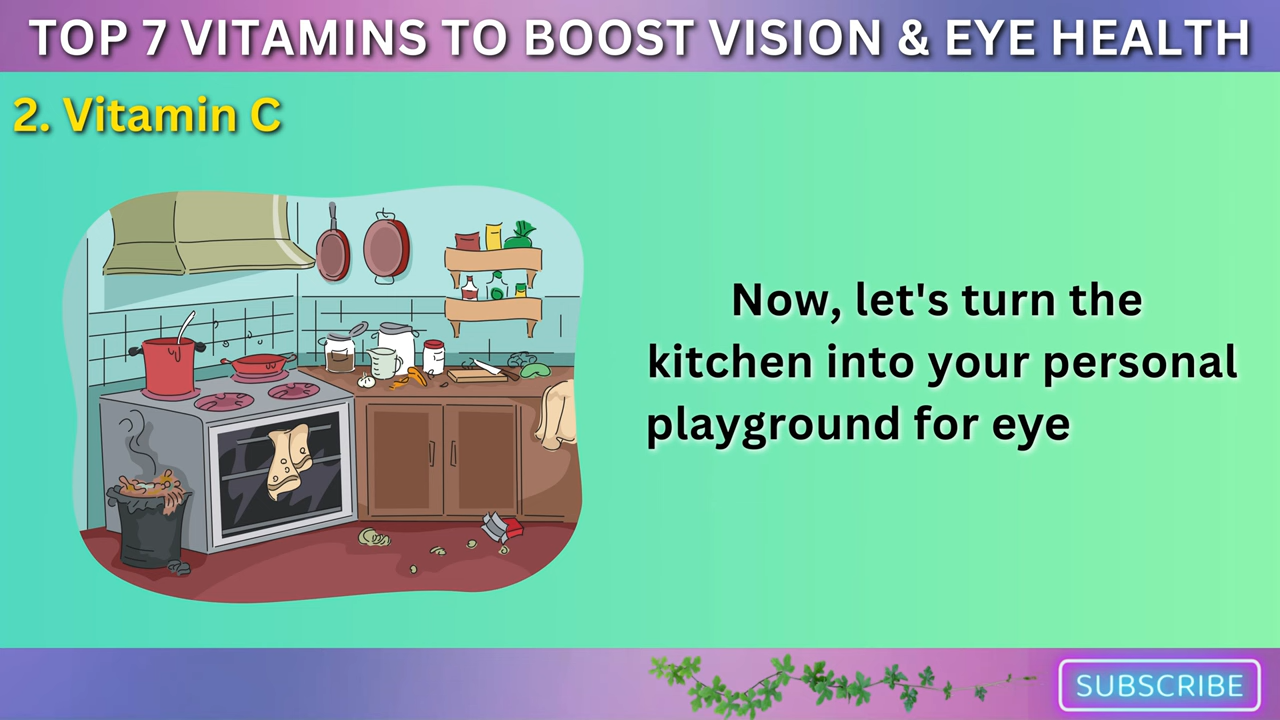 TOP 7 VITAMINS TO BOOST VISION & EYE HEALTH
2. Vitamin C
Now, let's turn the
kitchen into your personal
playground for eye
SUBSCRIBE